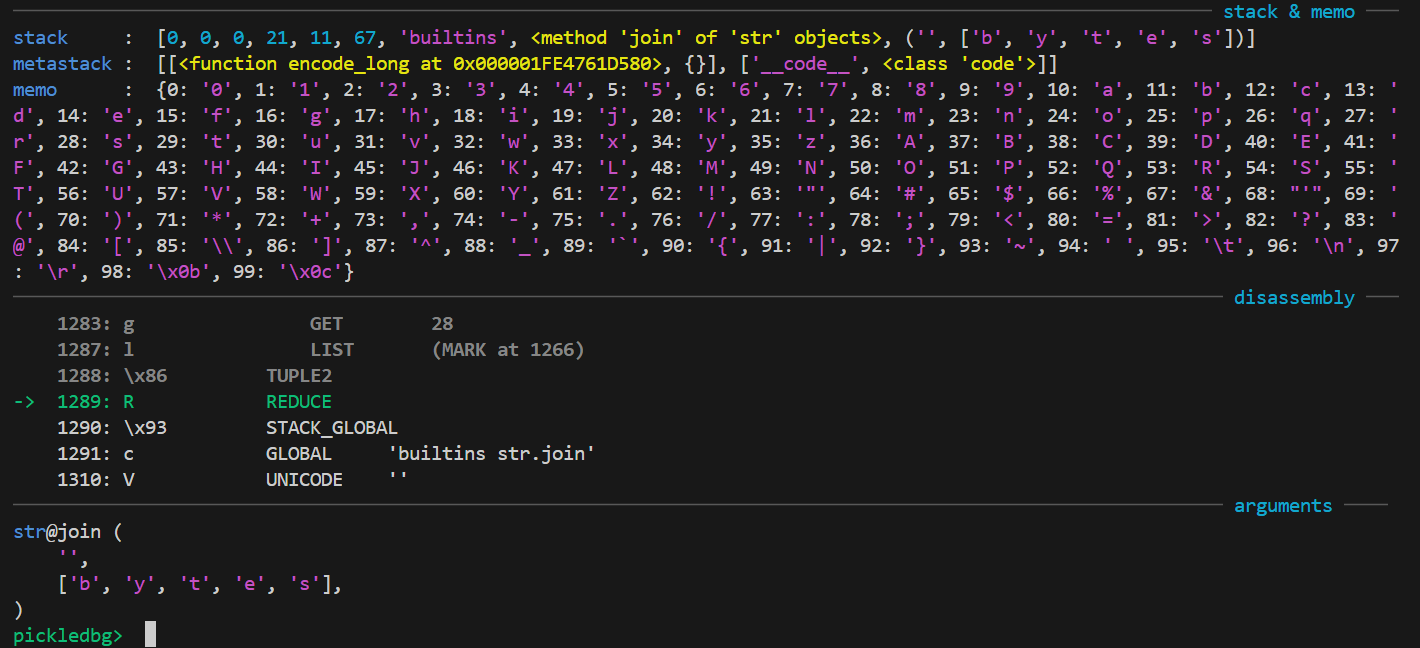 stack & memo
stack     :  [0, 0, 0, 21, 11, 67, 'builtins', <method 'join' of 'str' objects>, ('', ['b', 'y', 't', 'e', 's'])]
metastack :  [[<function encode_long at 0x000001FE4761D580>, {}], ['__code__', <class 'code'>]]
memo      :  {0: '0', 1: '1', 2: '2', 3: '3', 4: '4', 5: '5', 6: '6', 7: '7', 8: '8', 9: '9', 10: 'a', 11: 'b', 12: 'c', 13: '
d', 14: 'e', 15: 'f', 16: 'g', 17: 'h', 18: 'i', 19: 'j', 20: 'k', 21: 'l', 22: 'm', 23: 'n', 24: 'o', 25: 'p', 26: 'q', 27: '
r', 28: 's', 29: 't', 30: 'u', 31: 'v', 32: 'w', 33: 'x', 34: 'y', 35: 'z', 36: 'A', 37: 'B', 38: 'C', 39: 'D', 40: 'E', 41: '
F', 42: 'G', 43: 'H', 44: 'I', 45: 'J', 46: 'K', 47: 'L', 48: 'M', 49: 'N', 50: 'O', 51: 'P', 52: 'Q', 53: 'R', 54: 'S', 55: '
T', 56: 'U', 57: 'V', 58: 'W', 59: 'X', 60: 'Y', 61: 'Z', 62: '!', 63: '"', 64: '#', 65: '$', 66: '%', 67: '&', 68: "'", 69: '
(', 70: ')', 71: '*', 72: '+', 73: ',', 74: '-', 75: '.', 76: '/', 77: ':', 78: ';', 79: '<', 80: '=', 81: '>', 82: '?', 83: '
@', 84: '[', 85: '\\', 86: ']', 87: '^', 88: '_', 89: '`', 90: '{', 91: '|', 92: '}', 93: '~', 94: ' ', 95: '\t', 96: '\n', 97
: '\r', 98: '\x0b', 99: '\x0c'}
disassembly
    1283: g                GET        28
    1287: l                LIST       (MARK at 1266)
    1288: \x86         TUPLE2
->  1289: R            REDUCE
    1290: \x93         STACK_GLOBAL
    1291: c            GLOBAL     'builtins str.join'
    1310: V            UNICODE    ''
arguments
str@join (
    '',
    ['b', 'y', 't', 'e', 's'],
)
pickledbg>